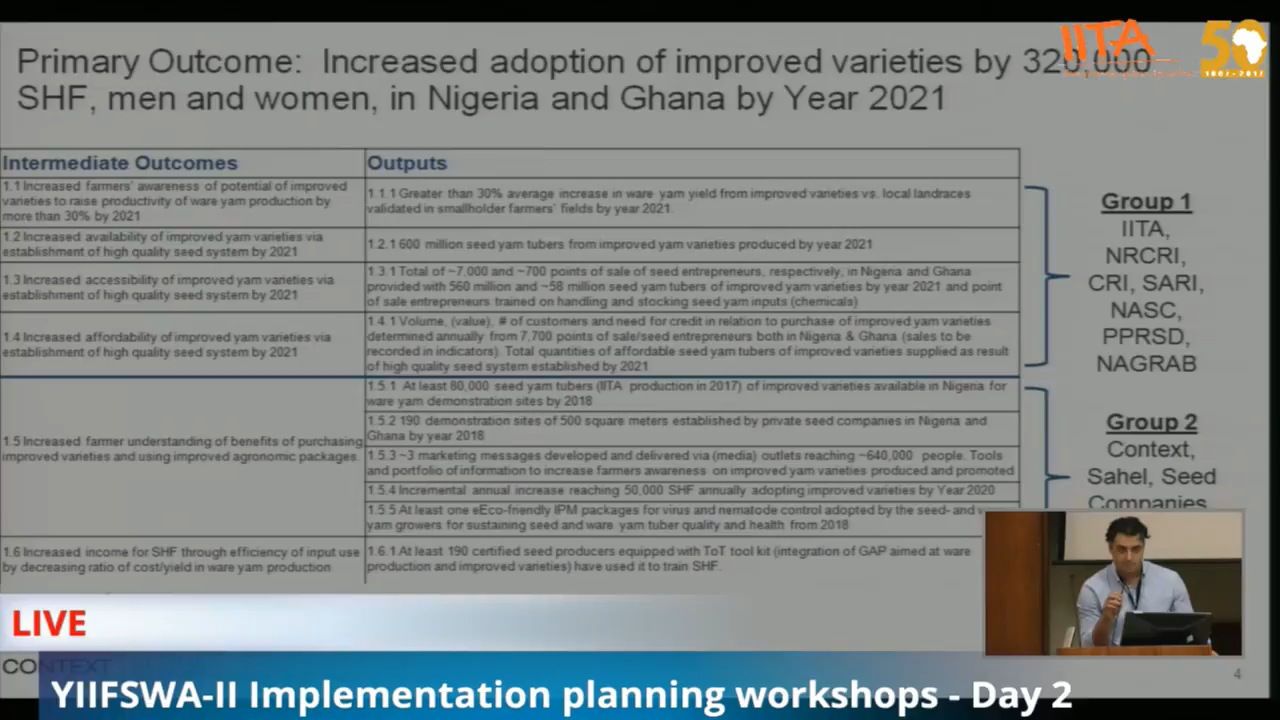 Primary Outcome: Increased adoption of improved varieties by 320,000
SHF, men and women, in Nigeria and Ghana by Year 2021
IITA
50
1967-2017
Intermediate Outcomes
Outputs
1.1 Increased farmers' awareness of potential of improved
varieties to raise productivity of ware yam production by
more than 30% by 2021
1.1.1 Greater than 30% average increase in ware yam yield from improved varieties vs. local landraces
validated in smallholder farmers' fields by year 2021.
1.2 Increased availability of improved yam varieties via
establishment of high quality seed system by 2021
1.2.1 600 million seed yam tubers from improved yam varieties produced by year 2021
1.3 Increased accessibility of improved yam varieties via
establishment of high quality seed system by 2021
1.3.1 Total of ~7,000 and ~700 points of sale of seed entrepreneurs, respectively, in Nigeria and Ghana
provided with 560 million and ~58 million seed yam tubers of improved varieties by year 2021 and point
of sale entrepreneurs trained on handling and stocking seed yam inputs (chemicals)
1.4 Increased affordability of improved yam varieties via
establishment of high quality seed system by 2021
1.4.1 Volume, (value), # of customers and need for credit in relation to purchase of improved yam varieties
determined annually from 7,700 points of sale/seed entrepreneurs both in Nigeria & Ghana (sales to be
recorded in indicators). Total quantities of affordable seed yam tubers of improved varieties supplied as result
of high quality seed system established by 2021
1.5 Increased farmer understanding of benefits of purchasing
improved varieties and using improved agronomic packages.
1.5.1 At least 80,000 seed yam tubers (IITA production in 2017) of improved varieties available in Nigeria for
ware yam demonstration sites by 2018
1.5.2 190 demonstration sites of 500 square meters established by private seed companies in Nigeria and
Ghana by year 2018
1.5.3 ~3 marketing messages developed and delivered via (media) outlets reaching ~640,000 people. Tools
and portfolio of information to increase farmers awareness on improved yam varieties produced and promoted
1.5.4 Incremental annual increase reaching 50,000 SHF annually adopting improved varieties by Year 2020
1.5.5 At least one eEco-friendly IPM packages for virus and nematode control adopted by the seed- and
yam growers for sustaining seed and ware yam tuber quality and health from 2018
1.6 Increased income for SHF through efficiency of input use
by decreasing ratio of cost/yield in ware yam production
1.6.1 At least 190 certified seed producers equipped with ToT tool kit (integration of GAP aimed at ware
production and improved varieties) have used it to train SHF.
Group 1
IITA,
NRCRI,
CRI, SARI,
NASC,
PPRSD,
NAGRAB
Group 2
Context,
Sahel, Seed
Companies
LIVE
CONTEXT
4
YIIFSWA-II Implementation planning workshops - Day 2